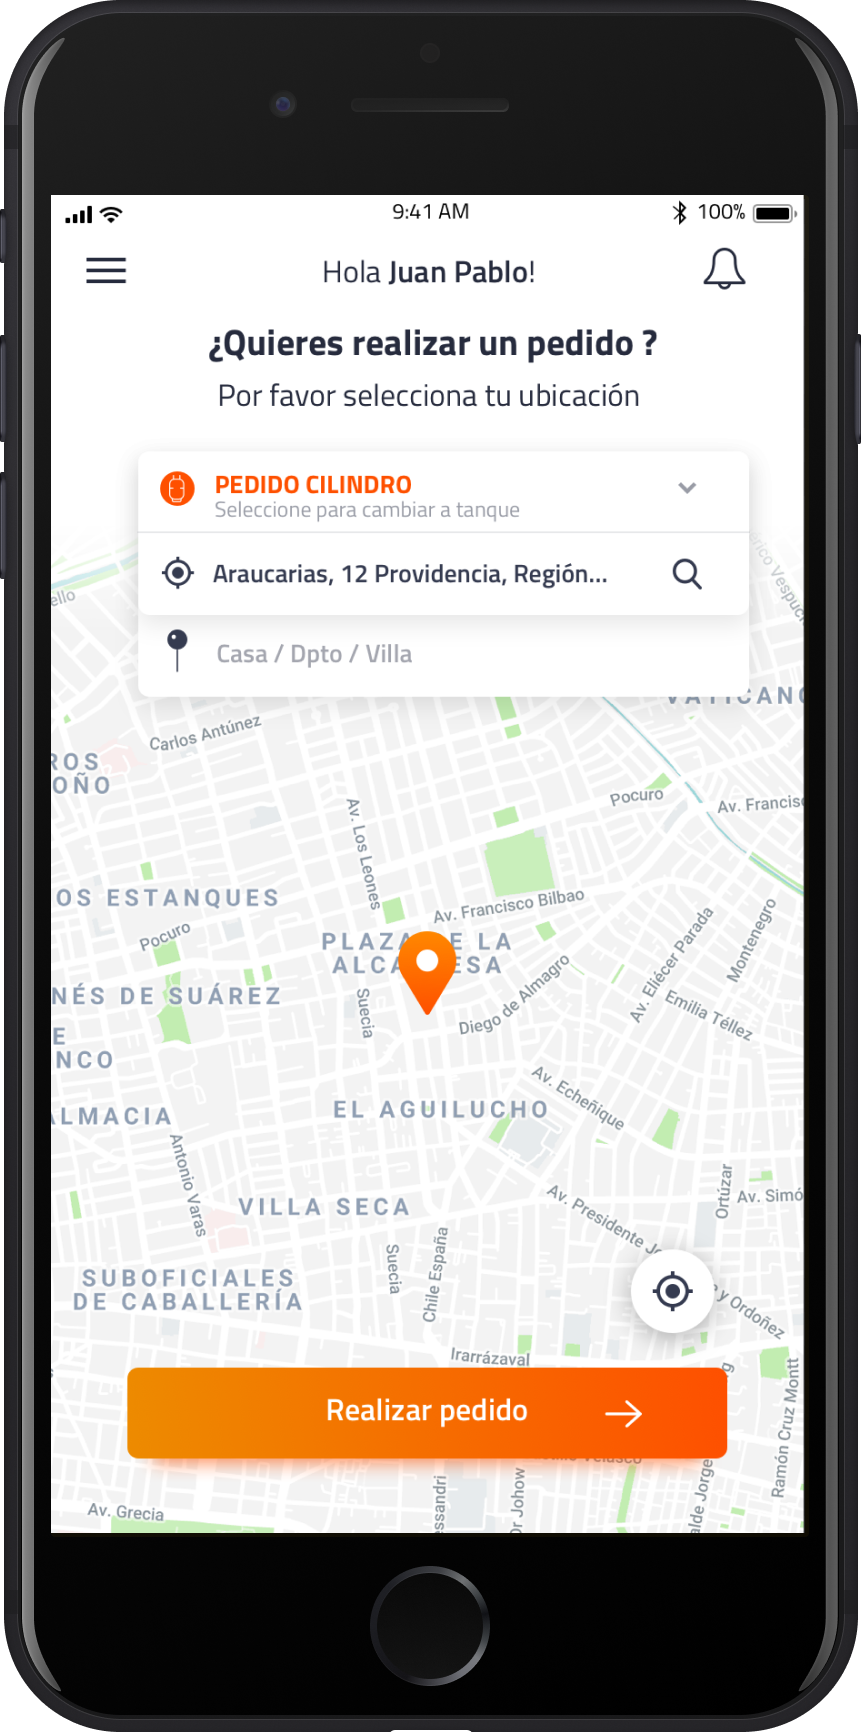 9:41 AM
100%
Hola Juan Pablo!
¿Quieres realizar un pedido ?
Por favor selecciona tu ubicación
PEDIDO CILINDRO
Seleccione para cambiar a tanque
Araucarias, 12 Providencia, Región...
Casa / Dpto / Villa
VATICANO
Carlos Antúnez
ROS
OÑO
Pocuro
Av. Francisc
Av. Los Leones
OS ESTANQUES
Av. Francisco Bilbao
Pocuro
PLAZA DE LA
ALCALDESA
Av. Eliécer Parada
Montenegro
NÉS DE SUÁREZ
Suecia
Diego de Almagro
Emilia Téllez
E
NCO
Av. Echeñique
EL AGUILUCHO
ALMACIA
Antonio Varas
Ortúzar
Av. Simó
VILLA SECA
Av. Presidente J
Suecia
Chile España
SUBOFICIALES
DE CABALLERÍA
y Ordoñez
Irarrázaval
Realizar pedido
Ramón Cruz Montt
Av. Grecia
essandri
Dr Johow
alde Jorge